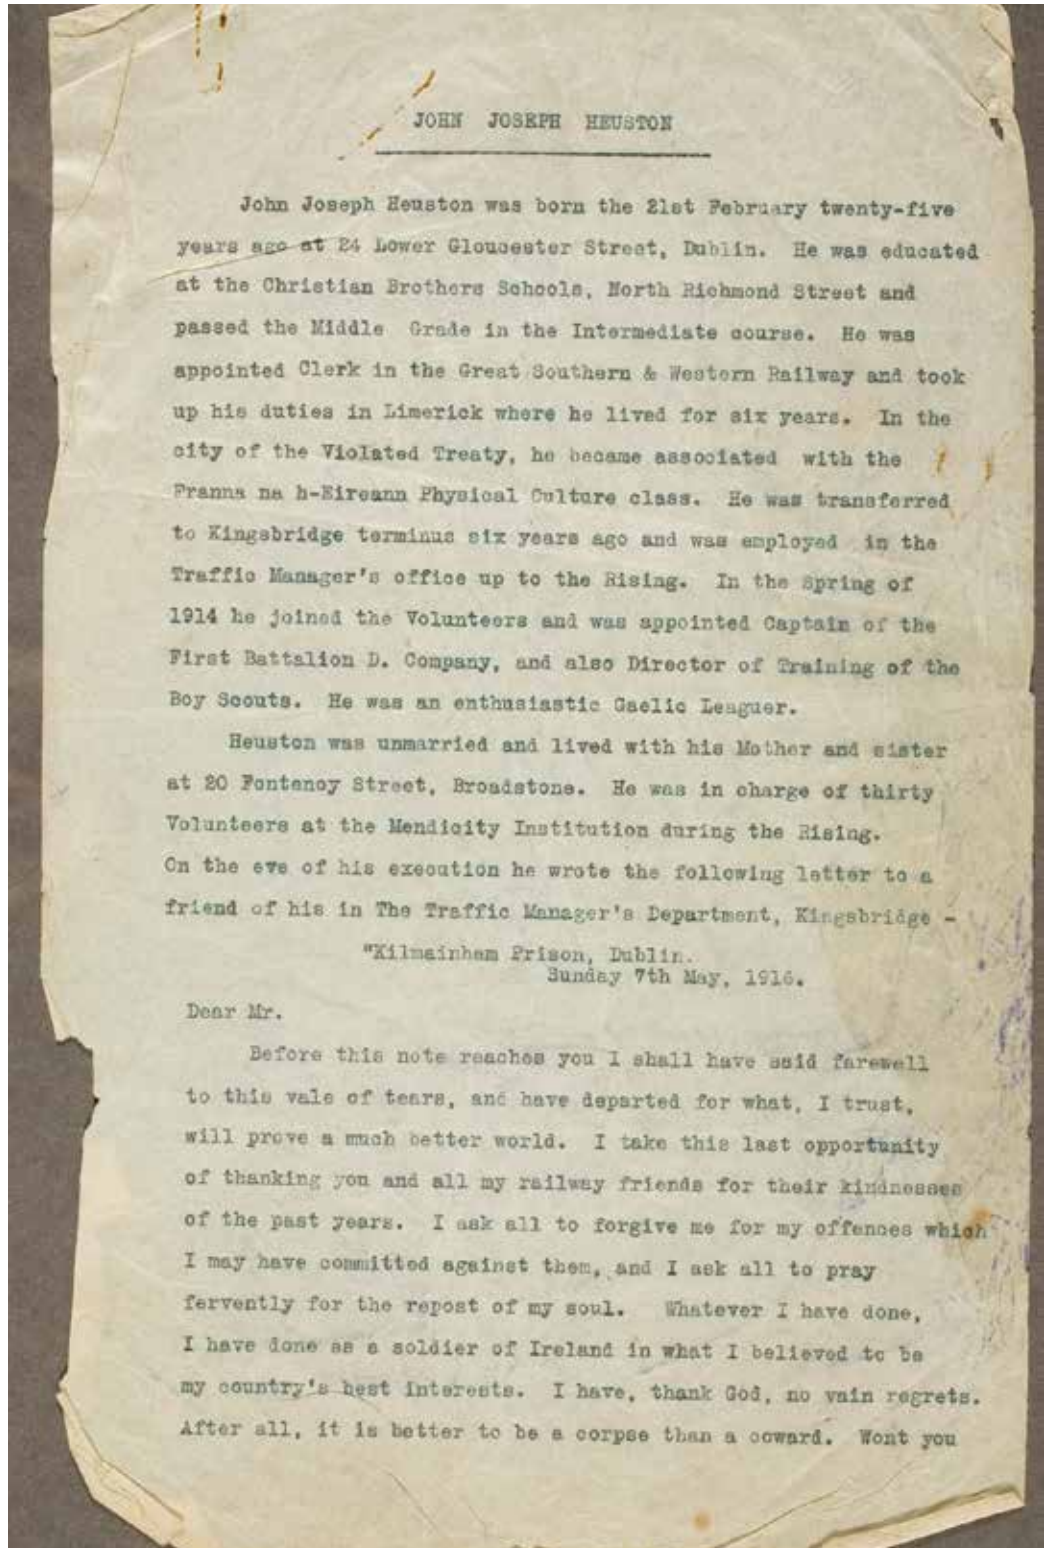 JOHN JOSEPH HEUSTON
John Joseph Heuston was born the 21st February twenty-five
years ago at 24 Lower Gloucester Street, Dublin. He was educated
at the Christian Brothers Schools, North Richmond Street and
passed the Middle Grade in the Intermediate course. He was
appointed Clerk in the Great Southern & Western Railway and took
up his duties in Limerick where he lived for six years. In the
city of the Violated Treaty, he became associated with the
Franna na h-Eireann Physical Culture class. He was transferred
to Kingsbridge terminus six years ago and was employed in the
Traffic Manager's office up to the Rising. In the Spring of
1914 he joined the Volunteers and was appointed Captain of the
First Battalion D. Company, and also Director of Training of the
Boy Scouts. He was an enthusiastic Gaelic Leaguer.
Heuston was unmarried and lived with his Mother and sister
at 20 Fontenoy Street, Broadstone. He was in charge of thirty
Volunteers at the Mendicity Institution during the Rising.
On the eve of his execution he wrote the following letter to a
friend of his in The Traffic Manager's Department, Kingsbridge -
"Kilmainham Prison, Dublin.
Sunday 7th May, 1916.
Dear Mr.
Before this note reaches you I shall have said farewell
to this vale of tears, and have departed for what, I trust,
will prove a much better world. I take this last opportunity
of thanking you and all my railway friends for their kindnesses
of the past years. I ask all to forgive me for my offences which
I may have committed against them, and I ask all to pray
fervently for the repost of my soul. Whatever I have done,
I have done as a soldier of Ireland in what I believed to be
my country's best interests. I have, thank God, no vain regrets.
After all, it is better to be a corpse than a coward. Wont you